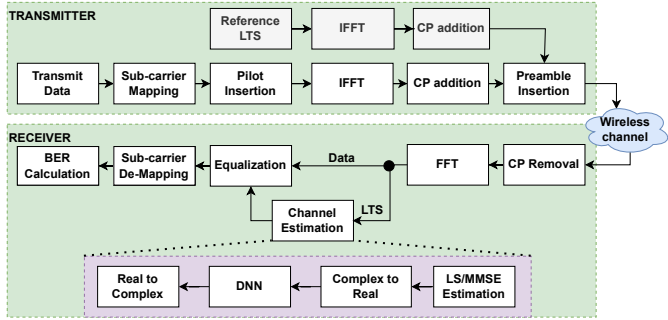 TRANSMITTER
Reference
LTS
IFFT
CP addition
Transmit
Data
Sub-carrier
Mapping
Pilot
Insertion
IFFT
CP addition
Preamble
Insertion
Wireless
channel
RECEIVER
BER
Calculation
Sub-carrier
De-Mapping
Equalization
Data
FFT
CP Removal
LTS
Channel
Estimation
Real to
Complex
DNN
Complex to
Real
LS/MMSE
Estimation